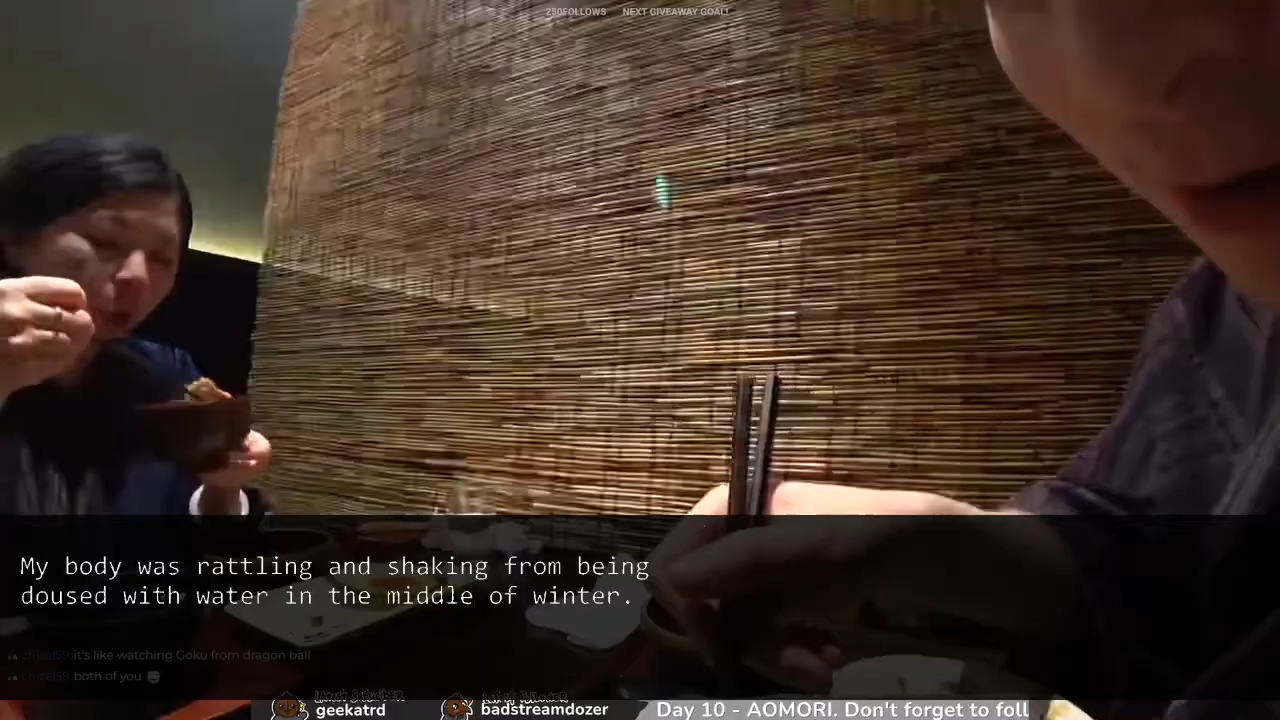 250FOLLOWS NEXT GIVEAWAY GOAL!
My body was rattling and shaking from being
doused with water in the middle of winter.
it's like watching Goku from dragon ball
both of you
geekatrd
badstreamdozer
Day 10 - AOMORI. Don't forget to foll